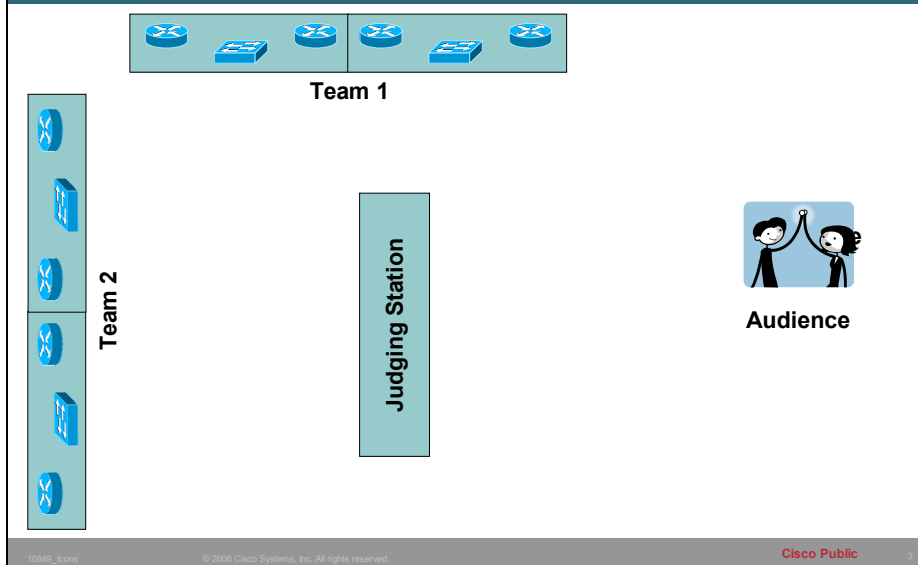 Team 1
Team 2
Judging Station
Audience
10849_Icons
© 2006 Cisco Systems, Inc. All rights reserved.
Cisco Public
3